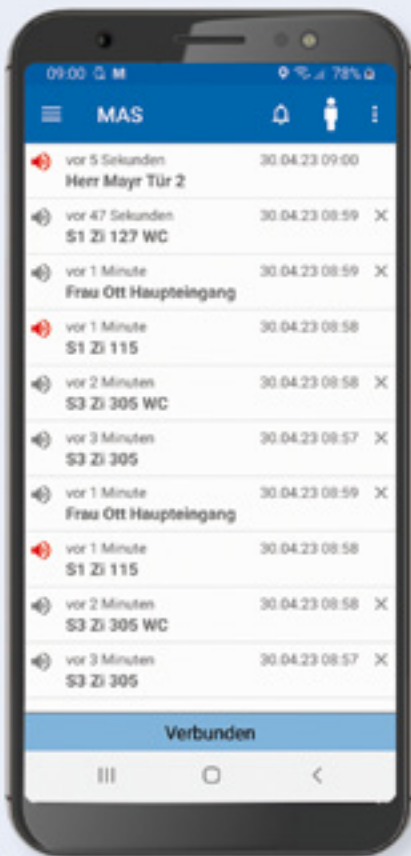 09:00 M 78%
MAS
vor 5 Sekunden 30.04.23 09:00
Herr Mayr Tür 2
vor 47 Sekunden 30.04.23 08:59
S1 Zi 127 WC
vor 1 Minute 30.04.23 08:59
Frau Ott Haupteingang
vor 1 Minute 30.04.23 08:58
S1 Zi 115
vor 2 Minuten 30.04.23 08:58
S3 Zi 305 WC
vor 3 Minuten 30.04.23 08:57
S3 Zi 305
vor 1 Minute 30.04.23 08:59
Frau Ott Haupteingang
vor 1 Minute 30.04.23 08:58
S1 Zi 115
vor 2 Minuten 30.04.23 08:58
S3 Zi 305 WC
vor 3 Minuten 30.04.23 08:57
S3 Zi 305
Verbunden